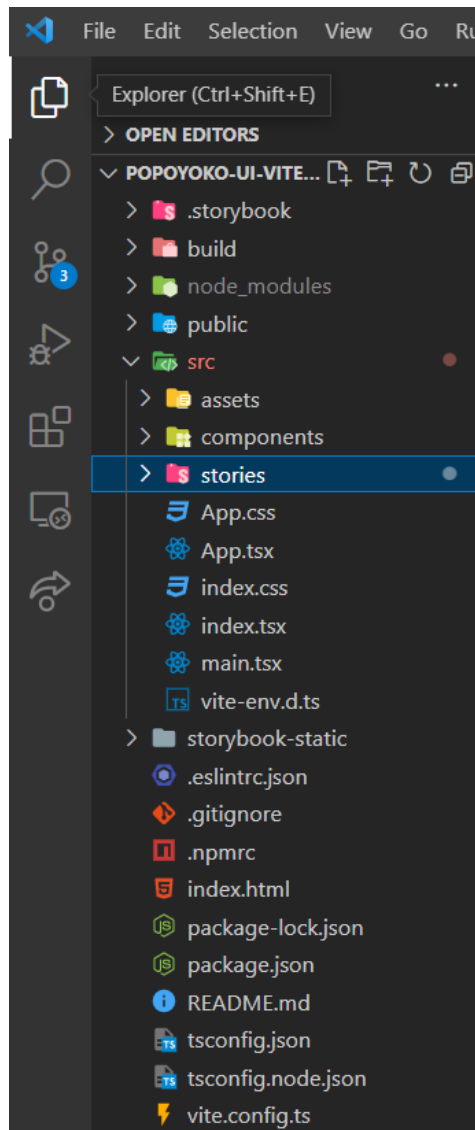 File Edit Selection View Go Ru
Explorer (Ctrl+Shift+E)
OPEN EDITORS
POPOYOKO-UI-VITE...
.storybook
build
node_modules
public
src
assets
components
stories
App.css
App.tsx
index.css
index.tsx
main.tsx
TS vite-env.d.ts
storybook-static
.eslintrc.json
.gitignore
.npmrc
index.html
package-lock.json
package.json
README.md
tsconfig.json
tsconfig.node.json
vite.config.ts
3